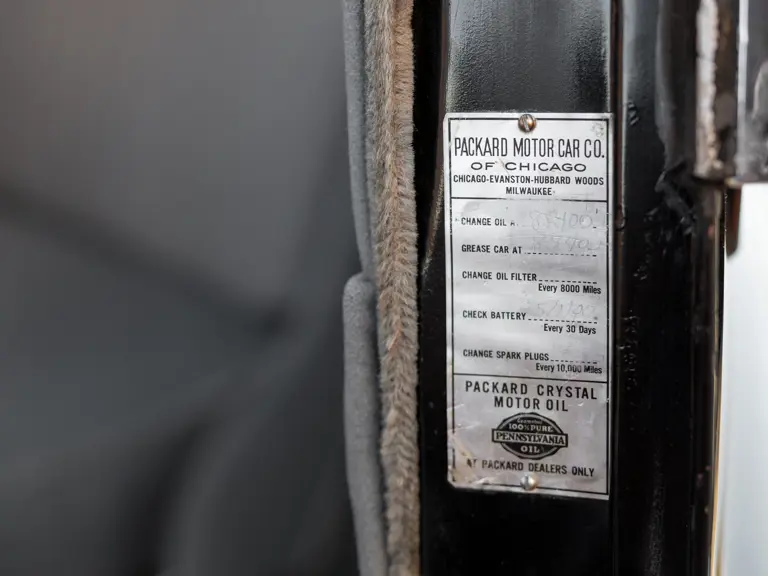 PACKARD MOTOR CAR CO.
OF CHICAGO
CHICAGO-EVANSTON-HUBBARD WOODS
MILWAUKEE
CHANGE OIL
GREASE CAR AT
CHANGE OIL FILTER
Every 8000 Miles
CHECK BATTERY
Every 30 Days
CHANGE SPARK PLUGS
Every 10,000 Miles
PACKARD CRYSTAL
MOTOR OIL
100% PURE
PENNSYLVANIA
OIL
AT PACKARD DEALERS ONLY